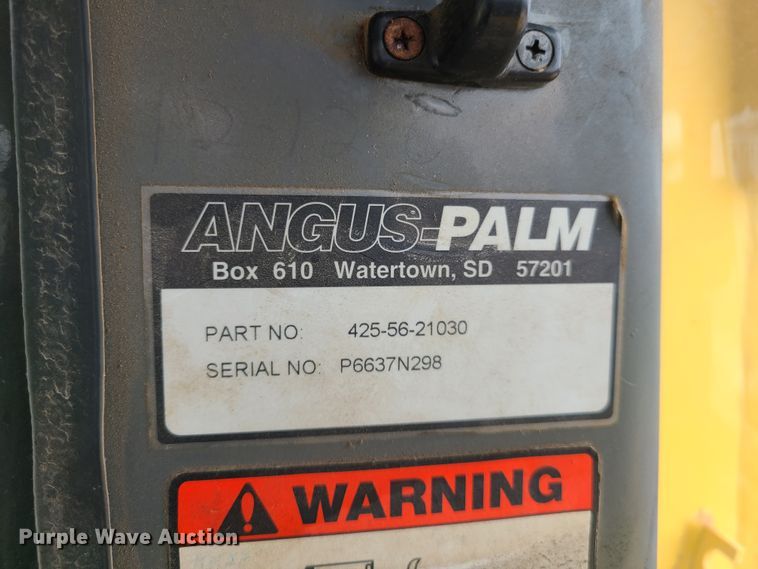 ANGUS-PALM
Box 610 Watertown, SD 57201
PART NO: 425-56-21030
SERIAL NO: P6637N298
WARNING
Purple Wave Auction